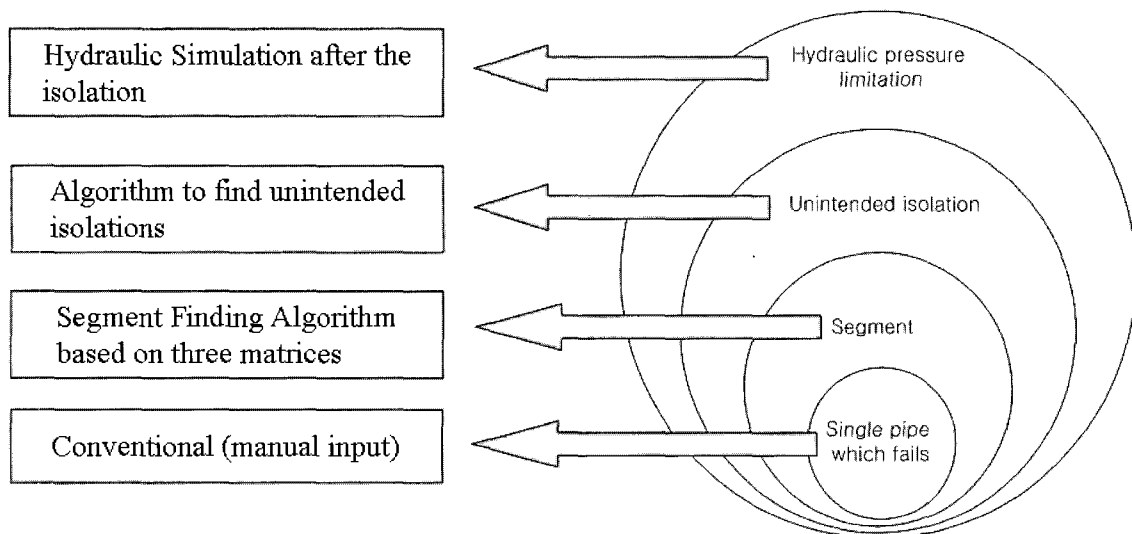 Hydraulic Simulation after the
isolation
Hydraulic pressure
limitation
Algorithm to find unintended
isolations
Unintended isolation
Segment Finding Algorithm
based on three matrices
Segment
Conventional (manual input)
Single pipe
which fails